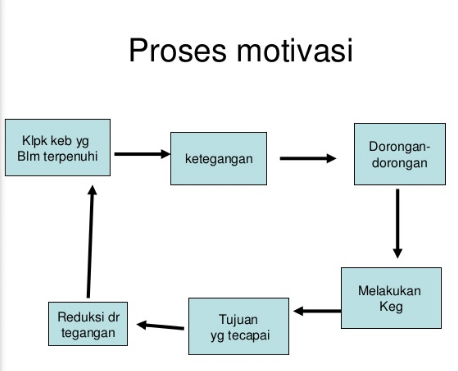 Proses motivasi
Klpk keb yg
Blm terpenuhi
ketegangan
Dorongan-
dorongan
Melakukan
Keg
Tujuan
yg tecapai
Reduksi dr
tegangan